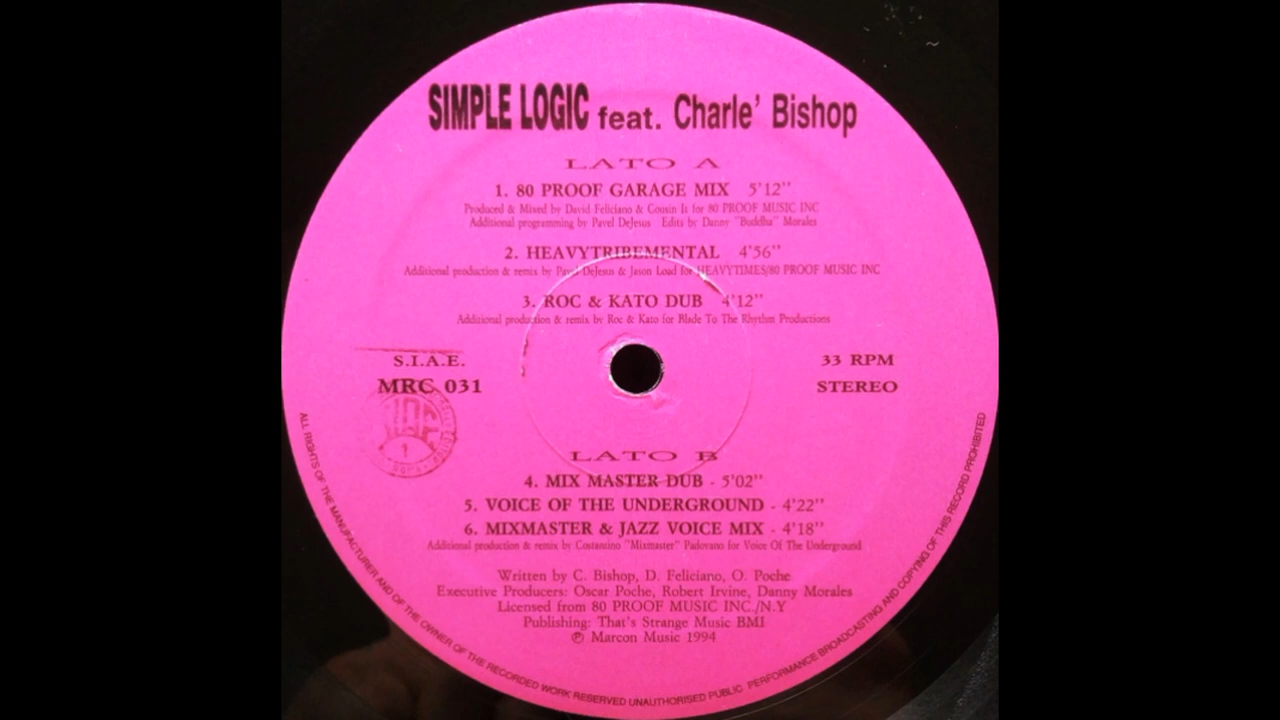 SIMPLE LOGIC feat. Charle' Bishop
LATO A
1. 80 PROOF GARAGE MIX 5'12''
Produced & Mixed by David Feliciano & Cousin It for 80 PROOF MUSIC INC
Additional programming by Pavel DeJesus Edits by Danny "Buddha" Morales
2. HEAVYTRIBEMENTAL 4'56''
Additional production & remix by Pavel DeJesus & Jason Load for HEAVYTIMES/80 PROOF MUSIC INC
3. ROC & KATO DUB 4'12''
Additional production & remix by Roc & Kato for Blade To The Rhythm Productions
S.I.A.E.
33 RPM
MRC 031
STEREO
LATO B
4. MIX MASTER DUB - 5'02''
5. VOICE OF THE UNDERGROUND - 4'22''
6. MIXMASTER & JAZZ VOICE MIX - 4'18''
Additional production & remix by Costantino "Mixmaster" Padovano for Voice Of The Underground
Written by C. Bishop, D. Feliciano, O. Poche
Executive Producers: Oscar Poche, Robert Irvine, Danny Morales
Licensed from 80 PROOF MUSIC INC./N.Y
Publishing: That's Strange Music BMI
℗ Marcon Music 1994
ALL RIGHTS OF THE MANUFACTURER AND OF THE OWNER OF THE RECORDED WORK RESERVED UNAUTHORISED PUBLIC PERFORMANCE BROADCASTING AND COPYING OF THIS RECORD PROHIBITED